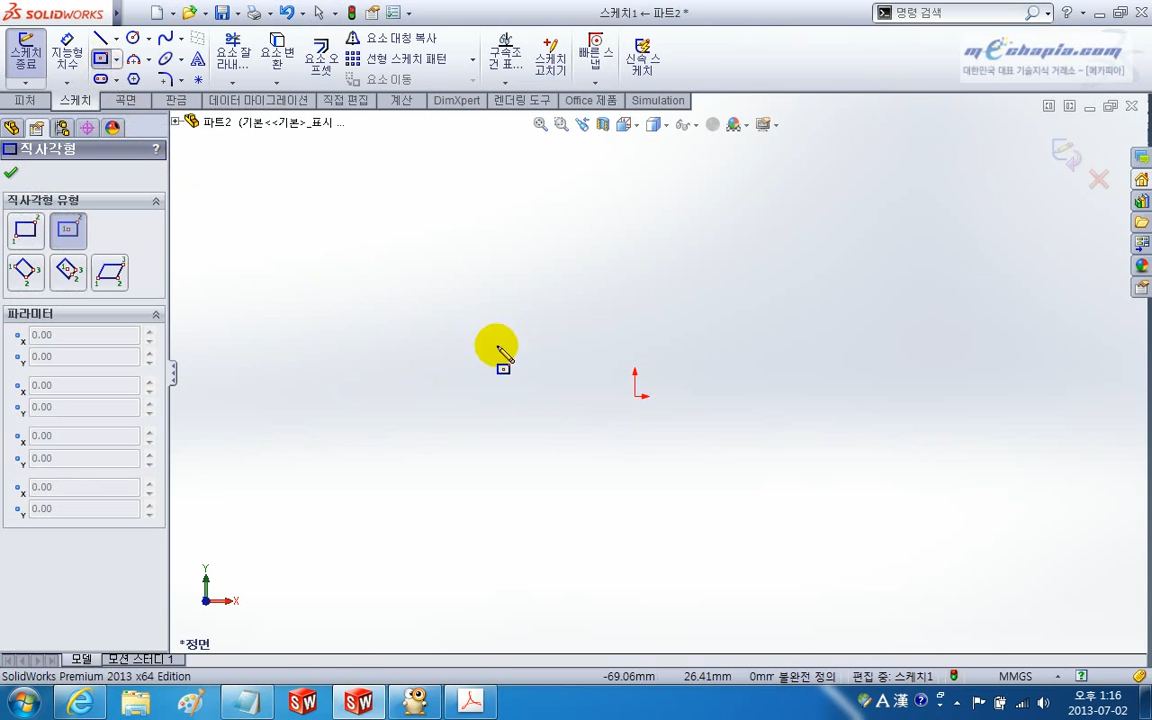 SOLIDWORKS
스케치1 ← 파트2 *
명령 검색
스케치 종료
지능형 치수
요소 잘라내...
요소 변환
요소 오프셋
요소 대칭 복사
선형 스케치 패턴
요소 이동
구속조건 표...
스케치 고치기
빠른 스냅
신속 스케치
mEchapia.com
대한민국 대표 기술지식 거래소 - [메카피아]
피처
스케치
곡면
판금
데이터 마이그레이션
직접 편집
계산
DimXpert
렌더링 도구
Office 제품
Simulation
파트2 (기본<<기본>_표시 ...
직사각형
?
직사각형 유형
파라미터
X 0.00
Y 0.00
X 0.00
Y 0.00
X 0.00
Y 0.00
X 0.00
Y 0.00
Y
X
*정면
모델
모션 스터디 1
SolidWorks Premium 2013 x64 Edition
-69.06mm
26.41mm
0mm
불완전 정의
편집 중: 스케치1
MMGS
A 漢
오후 1:16
2013-07-02